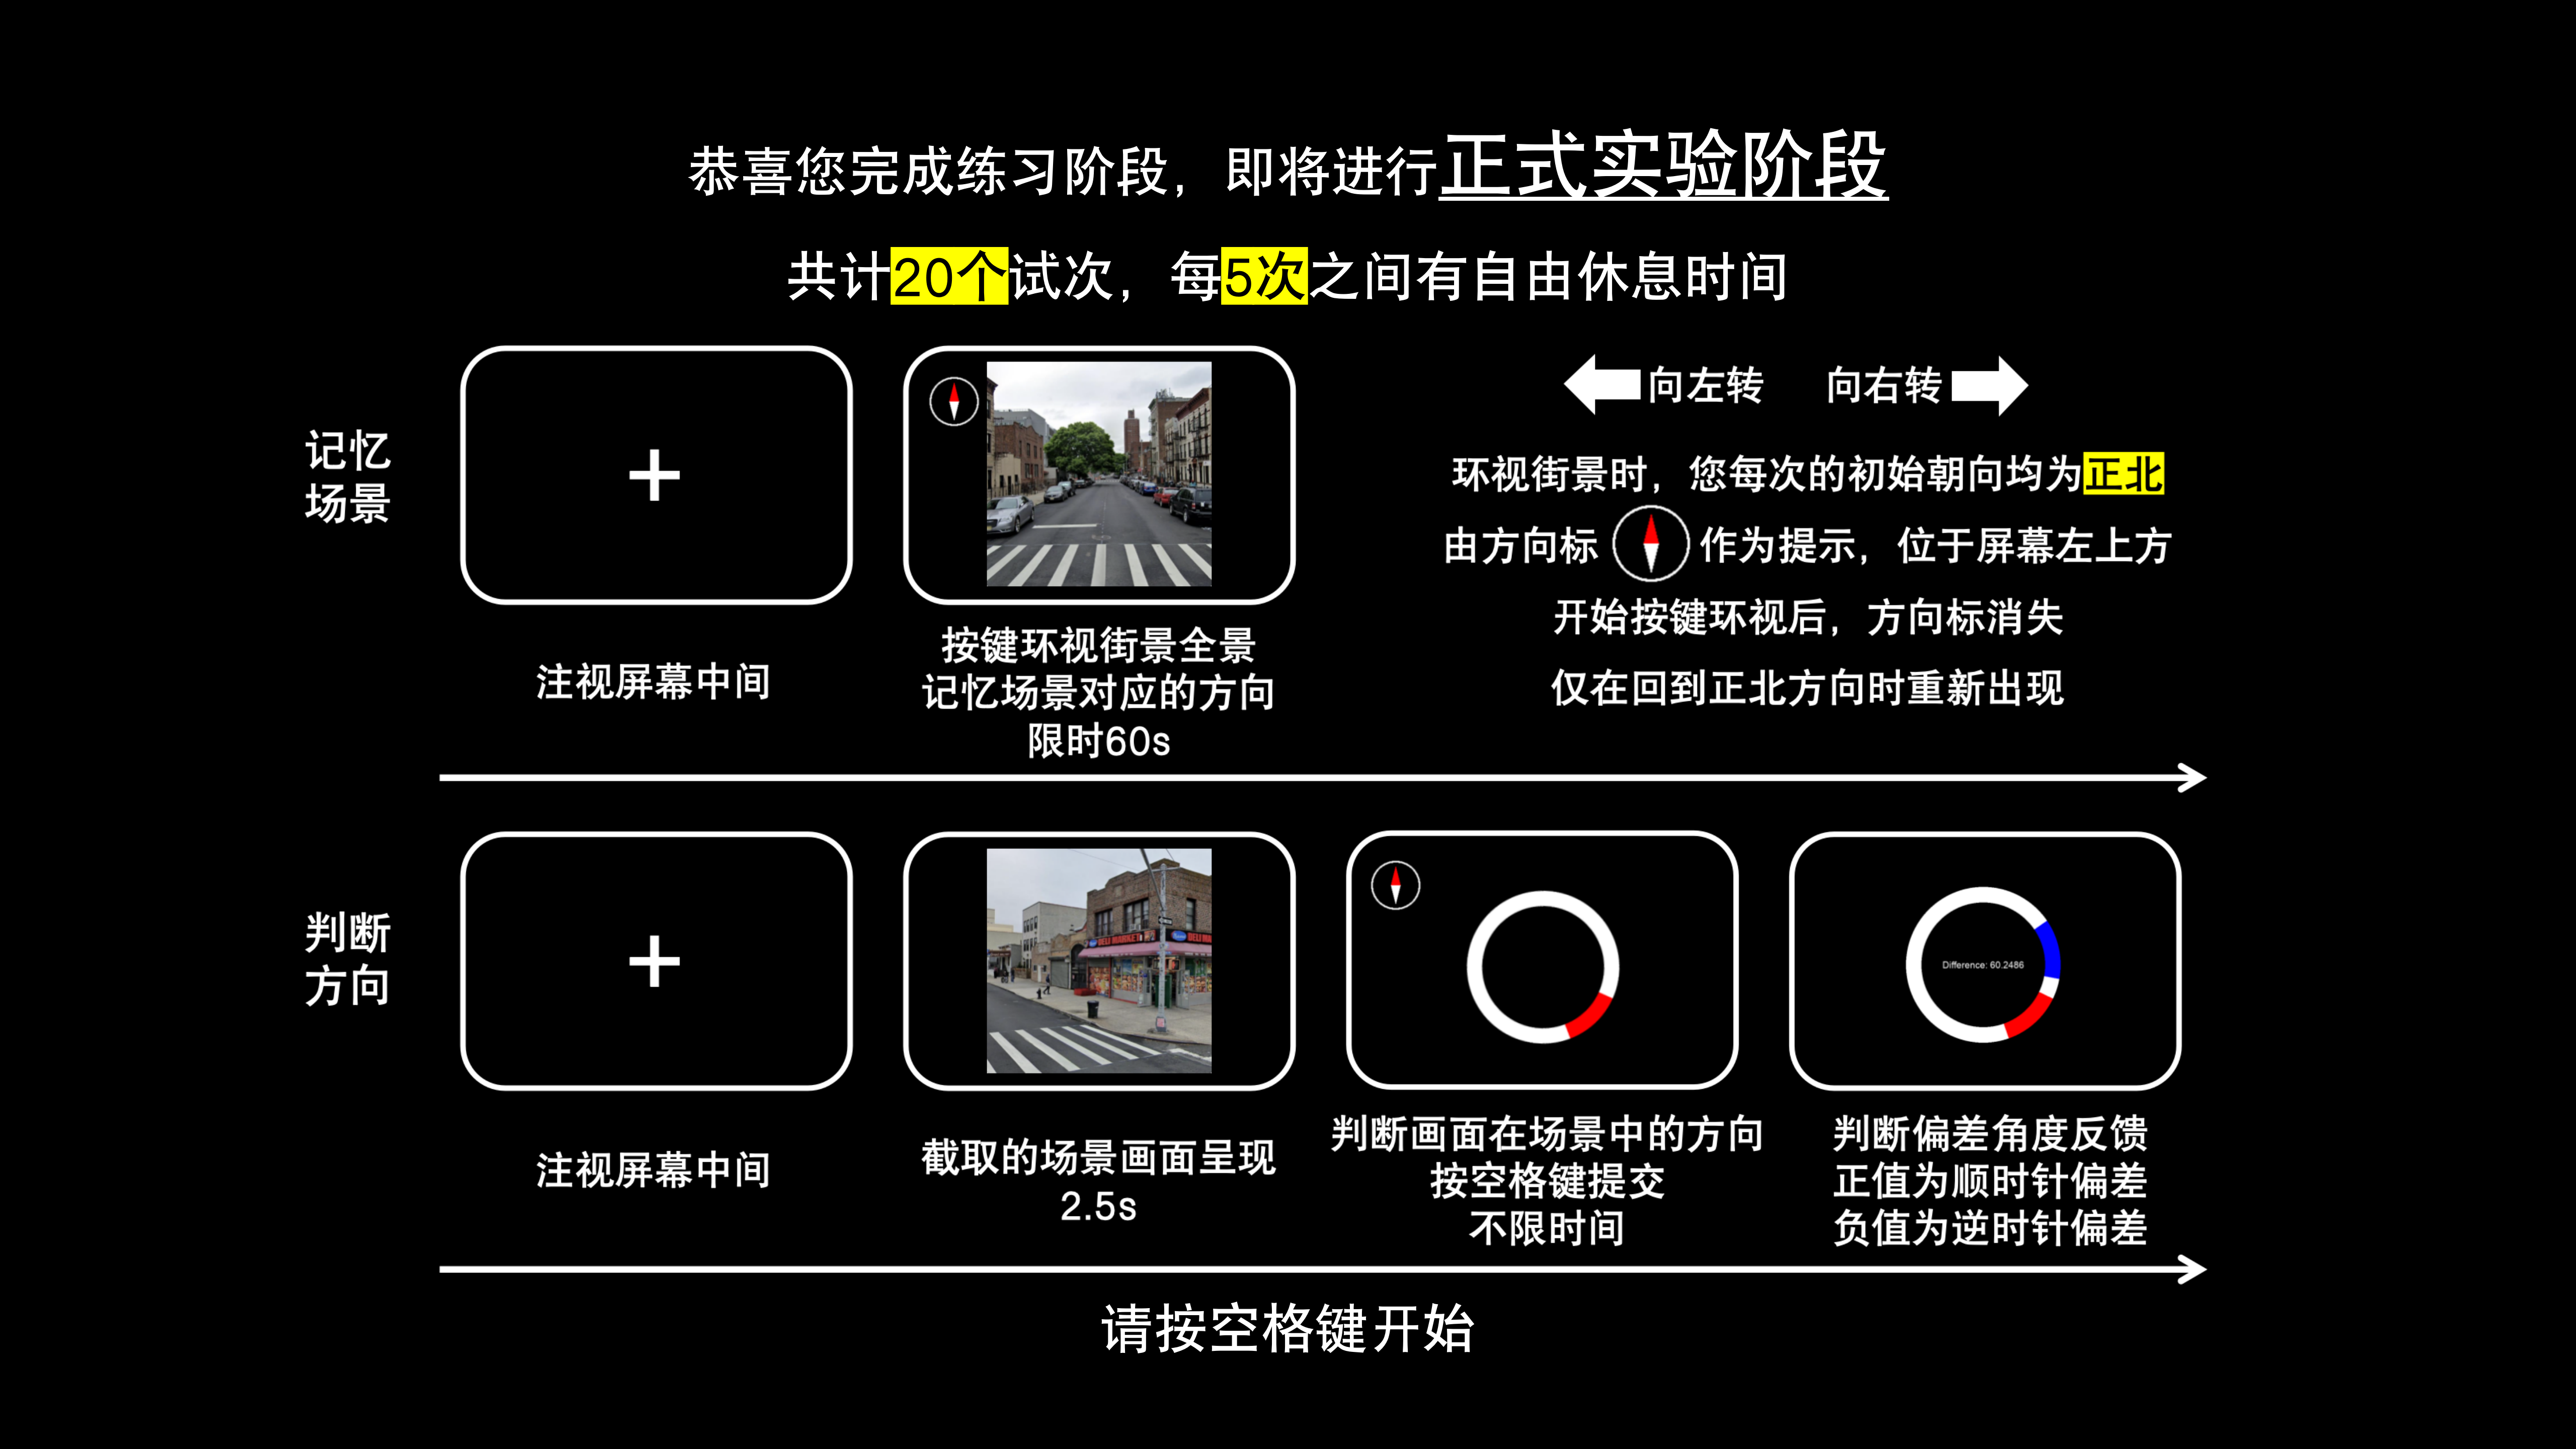 恭喜您完成练习阶段，即将进行正式实验阶段
共计20个试次，每5次之间有自由休息时间
记忆
场景
注视屏幕中间
按键环视街景全景
记忆场景对应的方向
限时60s
向左转 向右转
环视街景时，您每次的初始朝向均为正北
由方向标 作为提示，位于屏幕左上方
开始按键环视后，方向标消失
仅在回到正北方向时重新出现
判断
方向
注视屏幕中间
DELI MARKET
截取的场景画面呈现
2.5s
判断画面在场景中的方向
按空格键提交
不限时间
Difference: 60.2486
判断偏差角度反馈
正值为顺时针偏差
负值为逆时针偏差
请按空格键开始